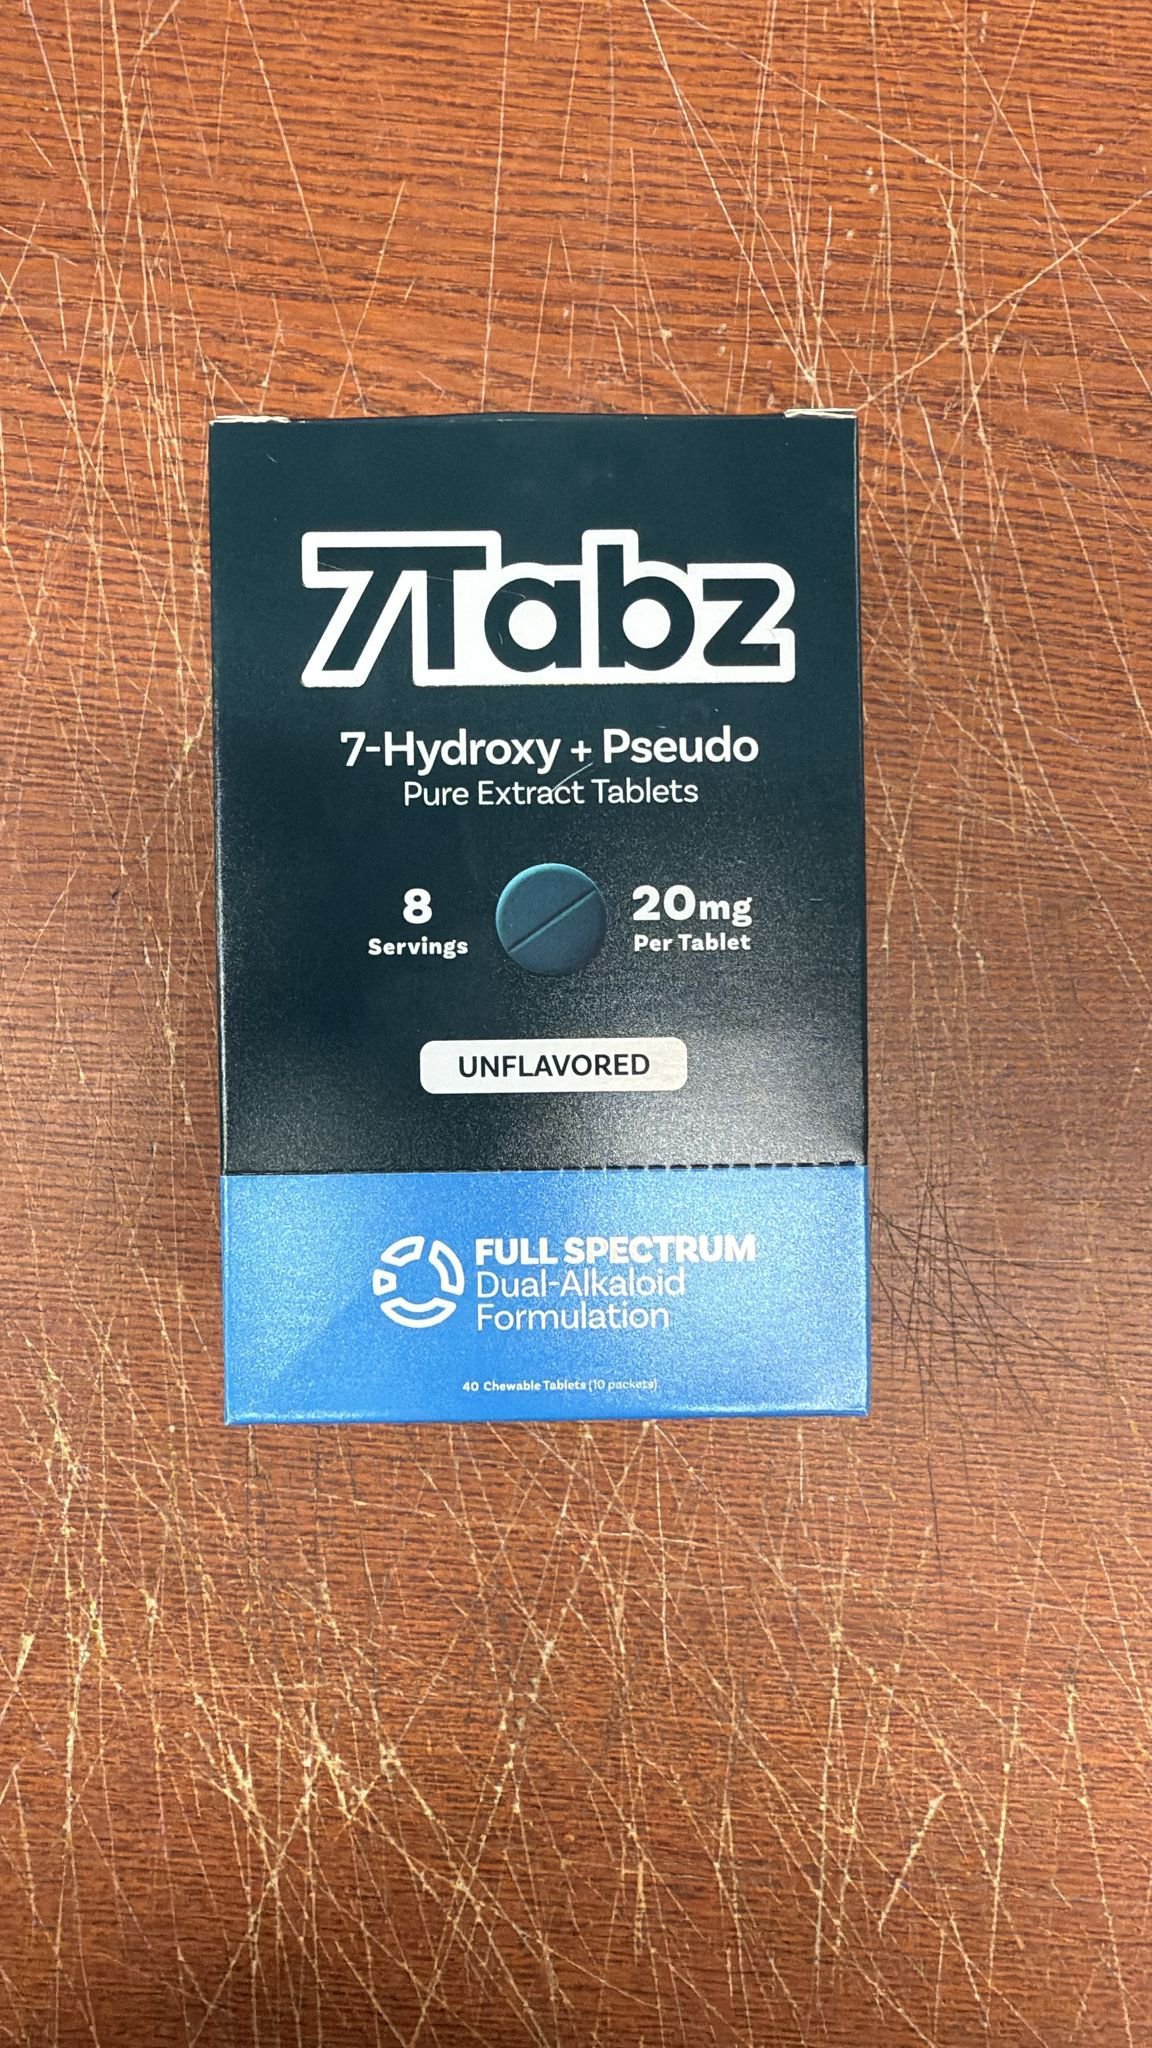 7Tabz
7-Hydroxy + Pseudo
Pure Extract Tablets
8
Servings
20mg
Per Tablet
UNFLAVORED
FULL SPECTRUM
Dual-Alkaloid
Formulation
40 Chewable Tablets (10 packets)